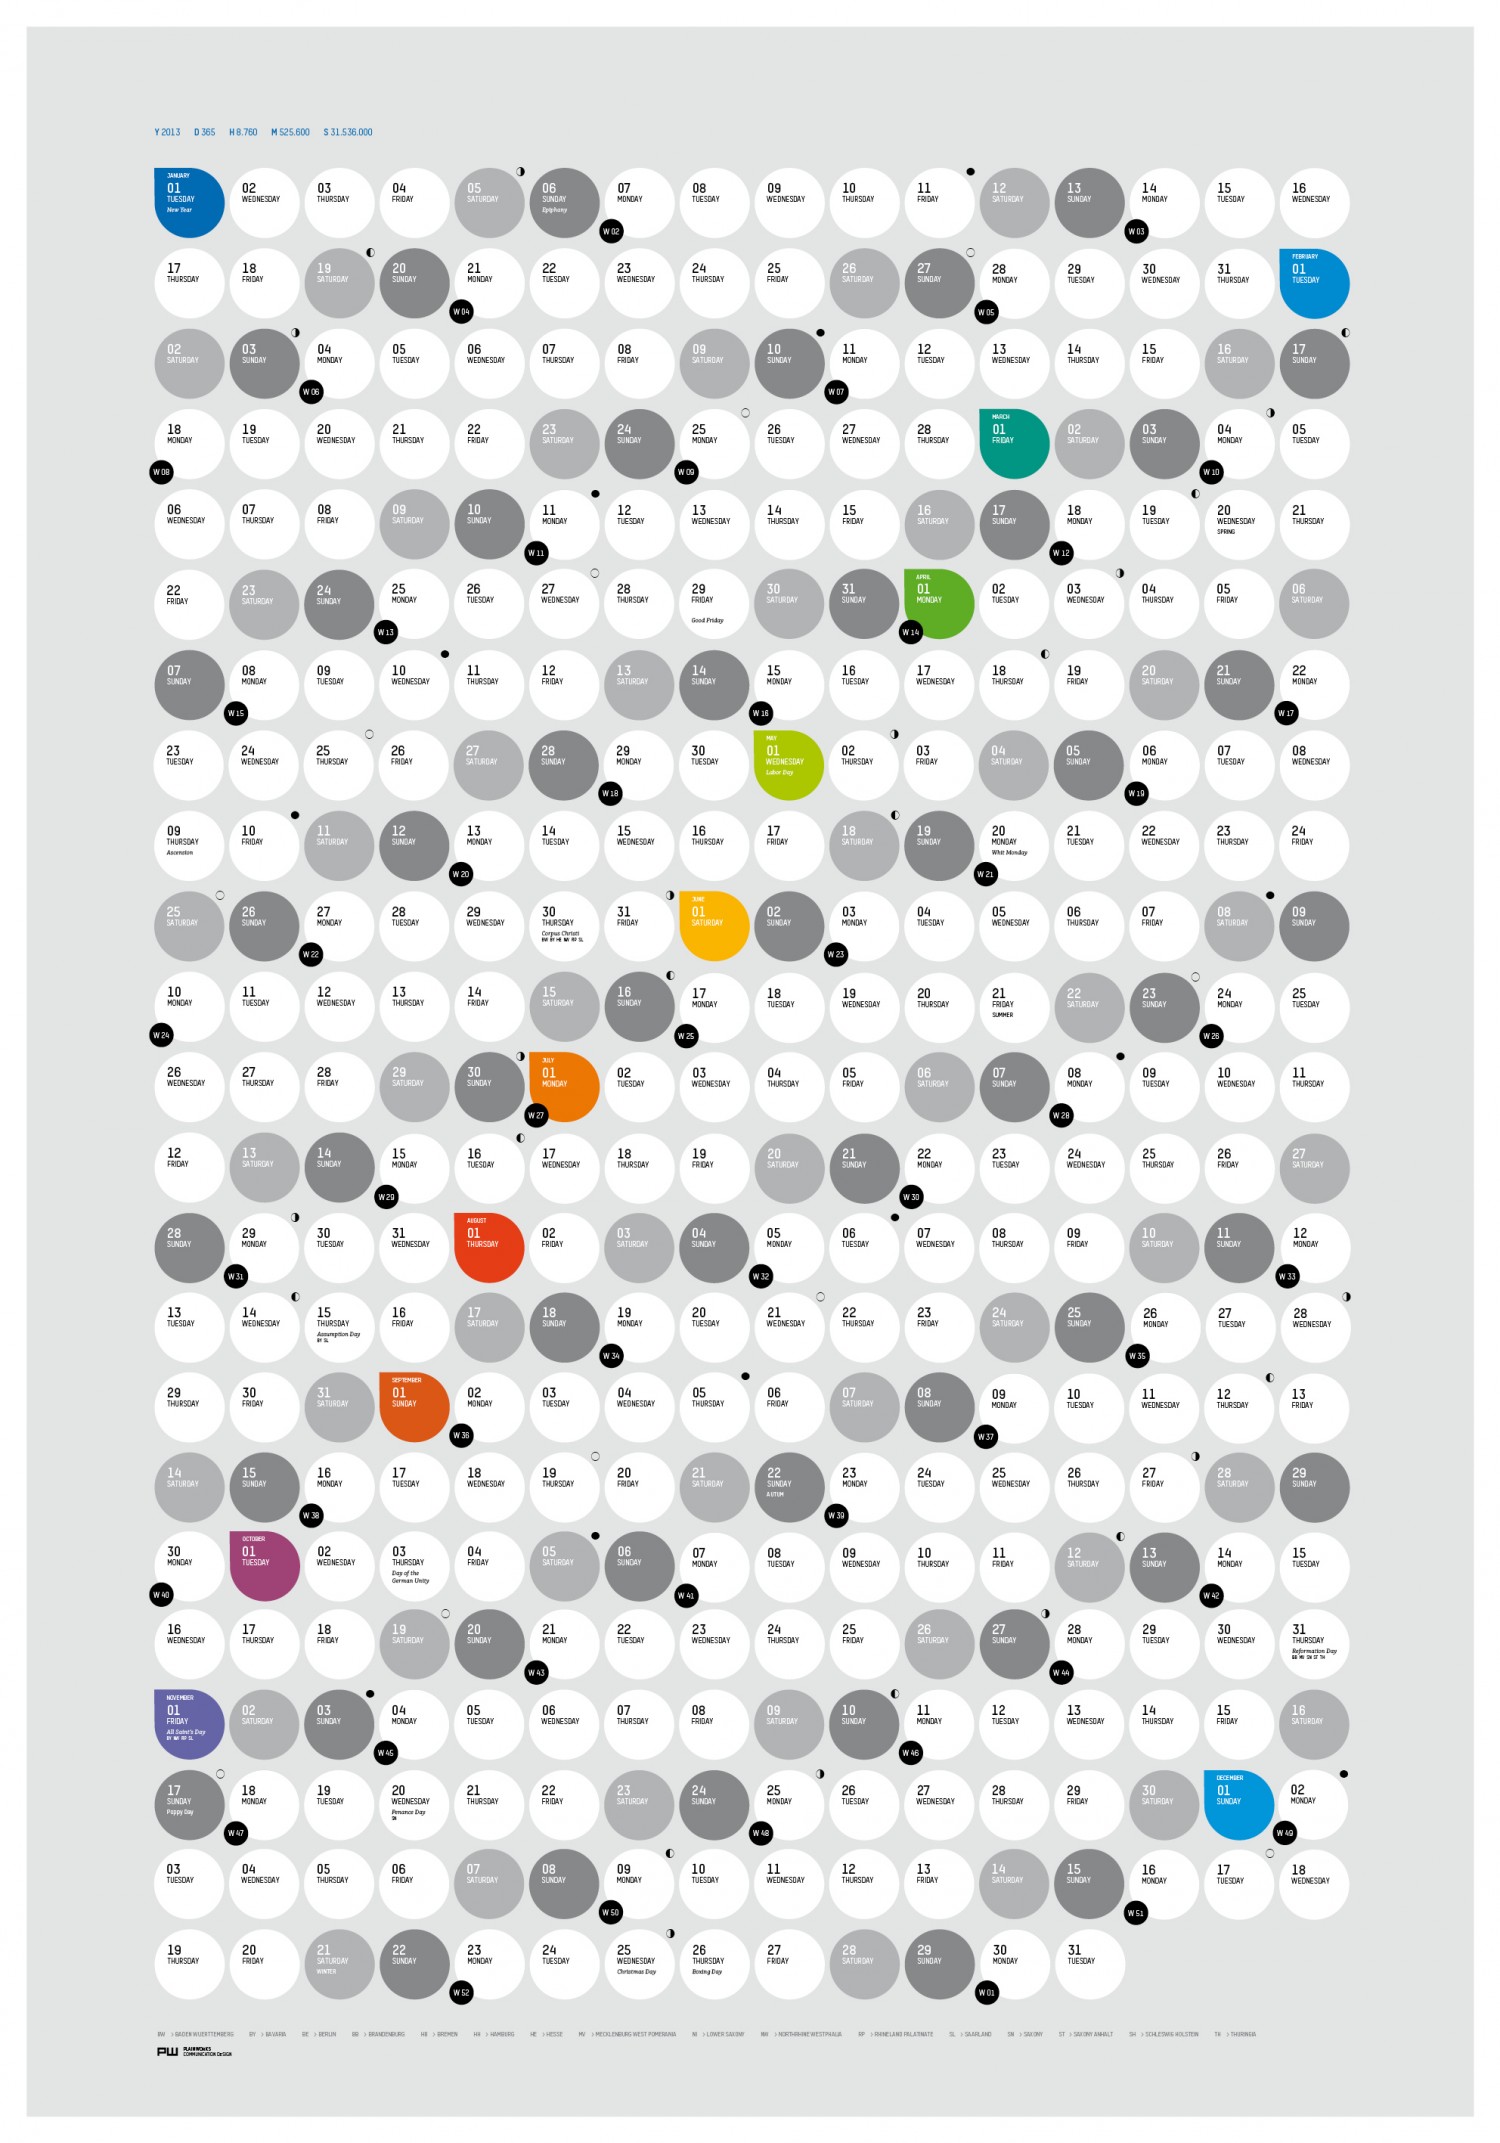 Y 2013 D 365 H 8.760 M 525.600 S 31.536.000
JANUARY
01 02 03 04 05 06 07 08 09 10 11 12 13 14 15 16
TUESDAY WEDNESDAY THURSDAY FRIDAY SATURDAY SUNDAY MONDAY TUESDAY WEDNESDAY THURSDAY FRIDAY SATURDAY SUNDAY MONDAY TUESDAY WEDNESDAY
New Year Epiphany
W 02 W 03
FEBRUARY
17 18 19 20 21 22 23 24 25 26 27 28 29 30 31 01
THURSDAY FRIDAY SATURDAY SUNDAY MONDAY TUESDAY WEDNESDAY THURSDAY FRIDAY SATURDAY SUNDAY MONDAY TUESDAY WEDNESDAY THURSDAY TUESDAY
W 04 W 05
02 03 04 05 06 07 08 09 10 11 12 13 14 15 16 17
SATURDAY SUNDAY MONDAY TUESDAY WEDNESDAY THURSDAY FRIDAY SATURDAY SUNDAY MONDAY TUESDAY WEDNESDAY THURSDAY FRIDAY SATURDAY SUNDAY
W 06 W 07
MARCH
18 19 20 21 22 23 24 25 26 27 28 01 02 03 04 05
MONDAY TUESDAY WEDNESDAY THURSDAY FRIDAY SATURDAY SUNDAY MONDAY TUESDAY WEDNESDAY THURSDAY FRIDAY SATURDAY SUNDAY MONDAY TUESDAY
W 08 W 09 W 10
06 07 08 09 10 11 12 13 14 15 16 17 18 19 20 21
WEDNESDAY THURSDAY FRIDAY SATURDAY SUNDAY MONDAY TUESDAY WEDNESDAY THURSDAY FRIDAY SATURDAY SUNDAY MONDAY TUESDAY WEDNESDAY THURSDAY
SPRING
W 11 W 12
APRIL
22 23 24 25 26 27 28 29 30 31 01 02 03 04 05 06
FRIDAY SATURDAY SUNDAY MONDAY TUESDAY WEDNESDAY THURSDAY FRIDAY SATURDAY SUNDAY MONDAY TUESDAY WEDNESDAY THURSDAY FRIDAY SATURDAY
Good Friday
W 13 W 14
07 08 09 10 11 12 13 14 15 16 17 18 19 20 21 22
SUNDAY MONDAY TUESDAY WEDNESDAY THURSDAY FRIDAY SATURDAY SUNDAY MONDAY TUESDAY WEDNESDAY THURSDAY FRIDAY SATURDAY SUNDAY MONDAY
W 15 W 16 W 17
MAY
23 24 25 26 27 28 29 30 01 02 03 04 05 06 07 08
TUESDAY WEDNESDAY THURSDAY FRIDAY SATURDAY SUNDAY MONDAY TUESDAY WEDNESDAY THURSDAY FRIDAY SATURDAY SUNDAY MONDAY TUESDAY WEDNESDAY
Labor Day
W 18 W 19
09 10 11 12 13 14 15 16 17 18 19 20 21 22 23 24
THURSDAY FRIDAY SATURDAY SUNDAY MONDAY TUESDAY WEDNESDAY THURSDAY FRIDAY SATURDAY SUNDAY MONDAY TUESDAY WEDNESDAY THURSDAY FRIDAY
Ascension Whit Monday
W 20 W 21
JUNE
25 26 27 28 29 30 31 01 02 03 04 05 06 07 08 09
SATURDAY SUNDAY MONDAY TUESDAY WEDNESDAY THURSDAY FRIDAY SATURDAY SUNDAY MONDAY TUESDAY WEDNESDAY THURSDAY FRIDAY SATURDAY SUNDAY
Corpus Christi
BW BY HE NW RP SL
W 22 W 23
10 11 12 13 14 15 16 17 18 19 20 21 22 23 24 25
MONDAY TUESDAY WEDNESDAY THURSDAY FRIDAY SATURDAY SUNDAY MONDAY TUESDAY WEDNESDAY THURSDAY FRIDAY SATURDAY SUNDAY MONDAY TUESDAY
SUMMER
W 24 W 25 W 26
JULY
26 27 28 29 30 01 02 03 04 05 06 07 08 09 10 11
WEDNESDAY THURSDAY FRIDAY SATURDAY SUNDAY MONDAY TUESDAY WEDNESDAY THURSDAY FRIDAY SATURDAY SUNDAY MONDAY TUESDAY WEDNESDAY THURSDAY
W 27 W 28
12 13 14 15 16 17 18 19 20 21 22 23 24 25 26 27
FRIDAY SATURDAY SUNDAY MONDAY TUESDAY WEDNESDAY THURSDAY FRIDAY SATURDAY SUNDAY MONDAY TUESDAY WEDNESDAY THURSDAY FRIDAY SATURDAY
W 29 W 30
AUGUST
28 29 30 31 01 02 03 04 05 06 07 08 09 10 11 12
SUNDAY MONDAY TUESDAY WEDNESDAY THURSDAY FRIDAY SATURDAY SUNDAY MONDAY TUESDAY WEDNESDAY THURSDAY FRIDAY SATURDAY SUNDAY MONDAY
W 31 W 32 W 33
13 14 15 16 17 18 19 20 21 22 23 24 25 26 27 28
TUESDAY WEDNESDAY THURSDAY FRIDAY SATURDAY SUNDAY MONDAY TUESDAY WEDNESDAY THURSDAY FRIDAY SATURDAY SUNDAY MONDAY TUESDAY WEDNESDAY
Assumption Day
BY SL
W 34 W 35
SEPTEMBER
29 30 31 01 02 03 04 05 06 07 08 09 10 11 12 13
THURSDAY FRIDAY SATURDAY SUNDAY MONDAY TUESDAY WEDNESDAY THURSDAY FRIDAY SATURDAY SUNDAY MONDAY TUESDAY WEDNESDAY THURSDAY FRIDAY
W 36 W 37
14 15 16 17 18 19 20 21 22 23 24 25 26 27 28 29
SATURDAY SUNDAY MONDAY TUESDAY WEDNESDAY THURSDAY FRIDAY SATURDAY SUNDAY MONDAY TUESDAY WEDNESDAY THURSDAY FRIDAY SATURDAY SUNDAY
AUTUM
W 38 W 39
OCTOBER
30 01 02 03 04 05 06 07 08 09 10 11 12 13 14 15
MONDAY TUESDAY WEDNESDAY THURSDAY FRIDAY SATURDAY SUNDAY MONDAY TUESDAY WEDNESDAY THURSDAY FRIDAY SATURDAY SUNDAY MONDAY TUESDAY
Day of the
German Unity
W 40 W 41 W 42
16 17 18 19 20 21 22 23 24 25 26 27 28 29 30 31
WEDNESDAY THURSDAY FRIDAY SATURDAY SUNDAY MONDAY TUESDAY WEDNESDAY THURSDAY FRIDAY SATURDAY SUNDAY MONDAY TUESDAY WEDNESDAY THURSDAY
Reformation Day
BB MV SN ST TH
W 43 W 44
NOVEMBER
01 02 03 04 05 06 07 08 09 10 11 12 13 14 15 16
FRIDAY SATURDAY SUNDAY MONDAY TUESDAY WEDNESDAY THURSDAY FRIDAY SATURDAY SUNDAY MONDAY TUESDAY WEDNESDAY THURSDAY FRIDAY SATURDAY
All Saint's Day
BY NW RP SL
W 45 W 46
DECEMBER
17 18 19 20 21 22 23 24 25 26 27 28 29 30 01 02
SUNDAY MONDAY TUESDAY WEDNESDAY THURSDAY FRIDAY SATURDAY SUNDAY MONDAY TUESDAY WEDNESDAY THURSDAY FRIDAY SATURDAY SUNDAY MONDAY
Poppy Day Penance Day
SN
W 47 W 48 W 49
03 04 05 06 07 08 09 10 11 12 13 14 15 16 17 18
TUESDAY WEDNESDAY THURSDAY FRIDAY SATURDAY SUNDAY MONDAY TUESDAY WEDNESDAY THURSDAY FRIDAY SATURDAY SUNDAY MONDAY TUESDAY WEDNESDAY
W 50 W 51
19 20 21 22 23 24 25 26 27 28 29 30 31
THURSDAY FRIDAY SATURDAY SUNDAY MONDAY TUESDAY WEDNESDAY THURSDAY FRIDAY SATURDAY SUNDAY MONDAY TUESDAY
WINTER Christmas Day Boxing Day
W 52 W 01
BW > BADEN WUERTTEMBERG BY > BAVARIA BE > BERLIN BB > BRANDENBURG HB > BREMEN HH > HAMBURG HE > HESSE MV > MECKLENBURG WEST POMERANIA NI > LOWER SAXONY NW > NORTHRHINE WESTPHALIA RP > RHINELAND PALATINATE SL > SAARLAND SN > SAXONY ST > SAXONY ANHALT SH > SCHLESWIG HOLSTEIN TH > THURINGIA
PW PLAINWORKS
COMMUNICATION DESIGN